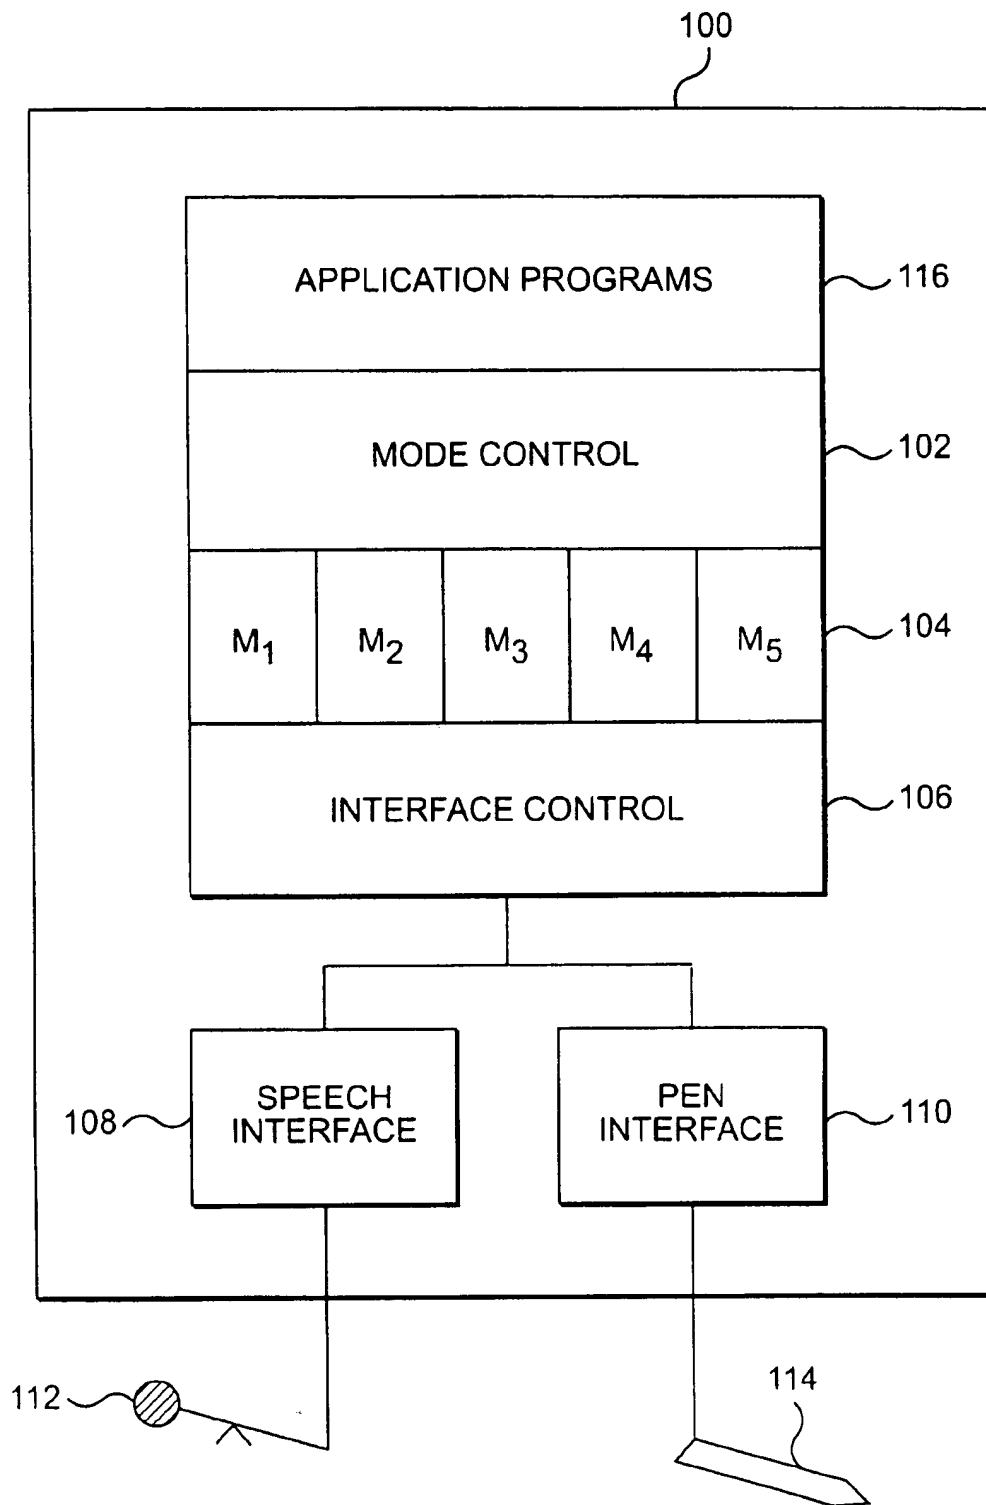 100
APPLICATION PROGRAMS
116
MODE CONTROL
102
M1 M2 M3 M4 M5
104
INTERFACE CONTROL
106
108
SPEECH
INTERFACE
PEN
INTERFACE
110
112
114